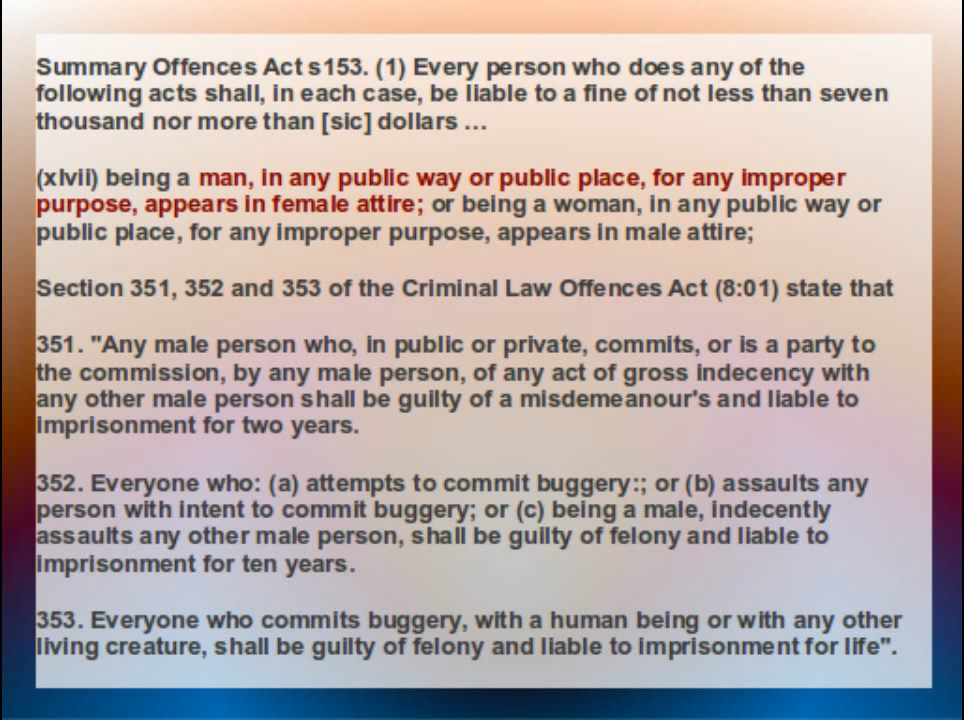 Summary Offences Act s153. (1) Every person who does any of the
following acts shall, in each case, be liable to a fine of not less than seven
thousand nor more than [sic] dollars ...
(xlvii) being a man, in any public way or public place, for any improper
purpose, appears in female attire; or being a woman, in any public way or
public place, for any improper purpose, appears in male attire;
Section 351, 352 and 353 of the Criminal Law Offences Act (8:01) state that
351. "Any male person who, in public or private, commits, or is a party to
the commission, by any male person, of any act of gross indecency with
any other male person shall be guilty of a misdemeanour's and liable to
imprisonment for two years.
352. Everyone who: (a) attempts to commit buggery:; or (b) assaults any
person with intent to commit buggery; or (c) being a male, indecently
assaults any other male person, shall be guilty of felony and liable to
imprisonment for ten years.
353. Everyone who commits buggery, with a human being or with any other
living creature, shall be guilty of felony and liable to imprisonment for life".